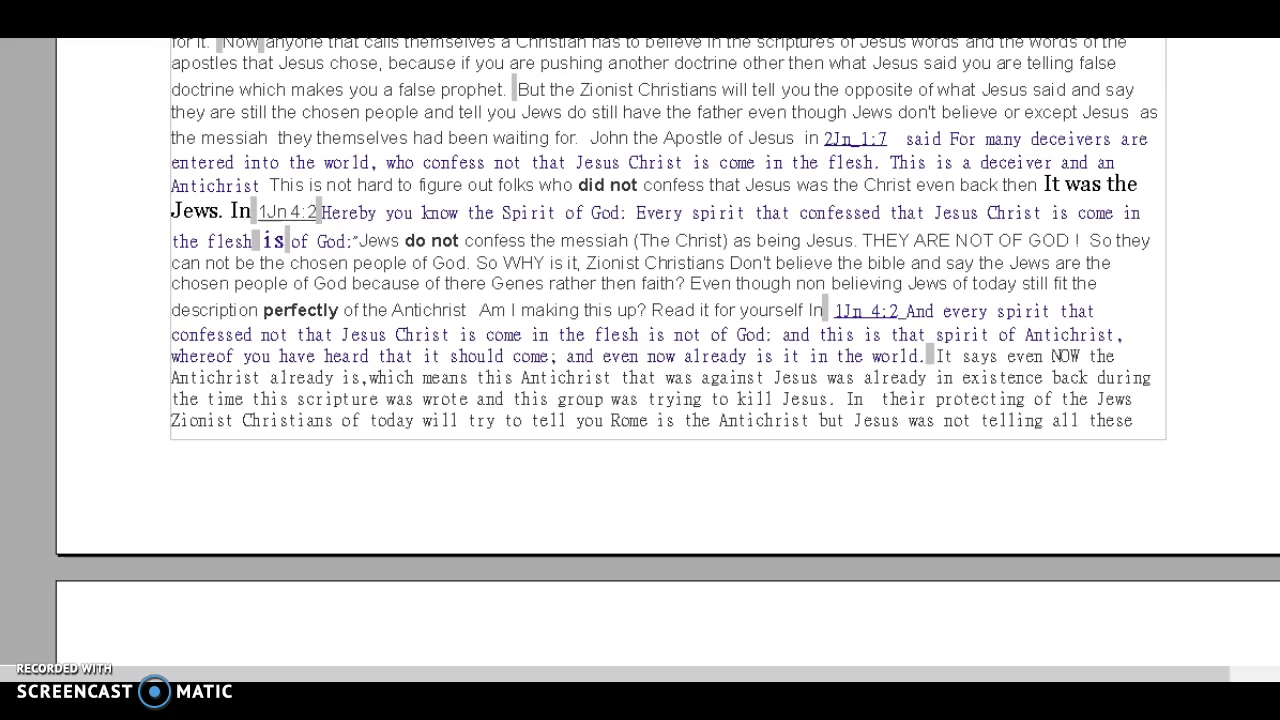 for it. Now anyone that calls themselves a Christian has to believe in the scriptures of Jesus words and the words of the
apostles that Jesus chose, because if you are pushing another doctrine other then what Jesus said you are telling false
doctrine which makes you a false prophet. But the Zionist Christians will tell you the opposite of what Jesus said and say
they are still the chosen people and tell you Jews do still have the father even though Jews don't believe or except Jesus as
the messiah they themselves had been waiting for. John the Apostle of Jesus in 2Jn_1:7 said For many deceivers are
entered into the world, who confess not that Jesus Christ is come in the flesh. This is a deceiver and an
Antichrist This is not hard to figure out folks who did not confess that Jesus was the Christ even back then It was the
Jews. In 1Jn 4:2 Hereby you know the Spirit of God: Every spirit that confessed that Jesus Christ is come in
the flesh is of God:"Jews do not confess the messiah (The Christ) as being Jesus. THEY ARE NOT OF GOD ! So they
can not be the chosen people of God. So WHY is it, Zionist Christians Don't believe the bible and say the Jews are the
chosen people of God because of there Genes rather then faith? Even though non believing Jews of today still fit the
description perfectly of the Antichrist Am I making this up? Read it for yourself In 1Jn 4:2 And every spirit that
confessed not that Jesus Christ is come in the flesh is not of God: and this is that spirit of Antichrist,
whereof you have heard that it should come; and even now already is it in the world. It says even NOW the
Antichrist already is,which means this Antichrist that was against Jesus was already in existence back during
the time this scripture was wrote and this group was trying to kill Jesus. In their protecting of the Jews
Zionist Christians of today will try to tell you Rome is the Antichrist but Jesus was not telling all these
RECORDED WITH
SCREENCAST MATIC